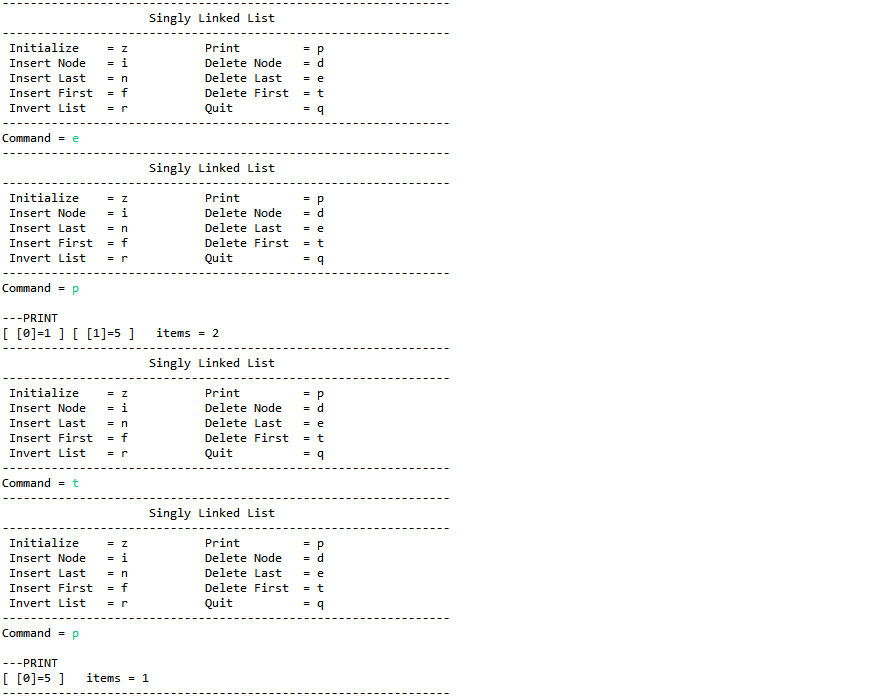 ----------------------------------------------------------------
                     Singly Linked List
----------------------------------------------------------------
 Initialize    = z           Print         = p
 Insert Node   = i           Delete Node   = d
 Insert Last   = n           Delete Last   = e
 Insert First  = f           Delete First  = t
 Invert List   = r           Quit          = q
----------------------------------------------------------------
Command = e
----------------------------------------------------------------
                     Singly Linked List
----------------------------------------------------------------
 Initialize    = z           Print         = p
 Insert Node   = i           Delete Node   = d
 Insert Last   = n           Delete Last   = e
 Insert First  = f           Delete First  = t
 Invert List   = r           Quit          = q
----------------------------------------------------------------
Command = p

---PRINT
[ [0]=1 ] [ [1]=5 ]   items = 2
----------------------------------------------------------------
                     Singly Linked List
----------------------------------------------------------------
 Initialize    = z           Print         = p
 Insert Node   = i           Delete Node   = d
 Insert Last   = n           Delete Last   = e
 Insert First  = f           Delete First  = t
 Invert List   = r           Quit          = q
----------------------------------------------------------------
Command = t
----------------------------------------------------------------
                     Singly Linked List
----------------------------------------------------------------
 Initialize    = z           Print         = p
 Insert Node   = i           Delete Node   = d
 Insert Last   = n           Delete Last   = e
 Insert First  = f           Delete First  = t
 Invert List   = r           Quit          = q
----------------------------------------------------------------
Command = p

---PRINT
[ [0]=5 ]   items = 1
----------------------------------------------------------------